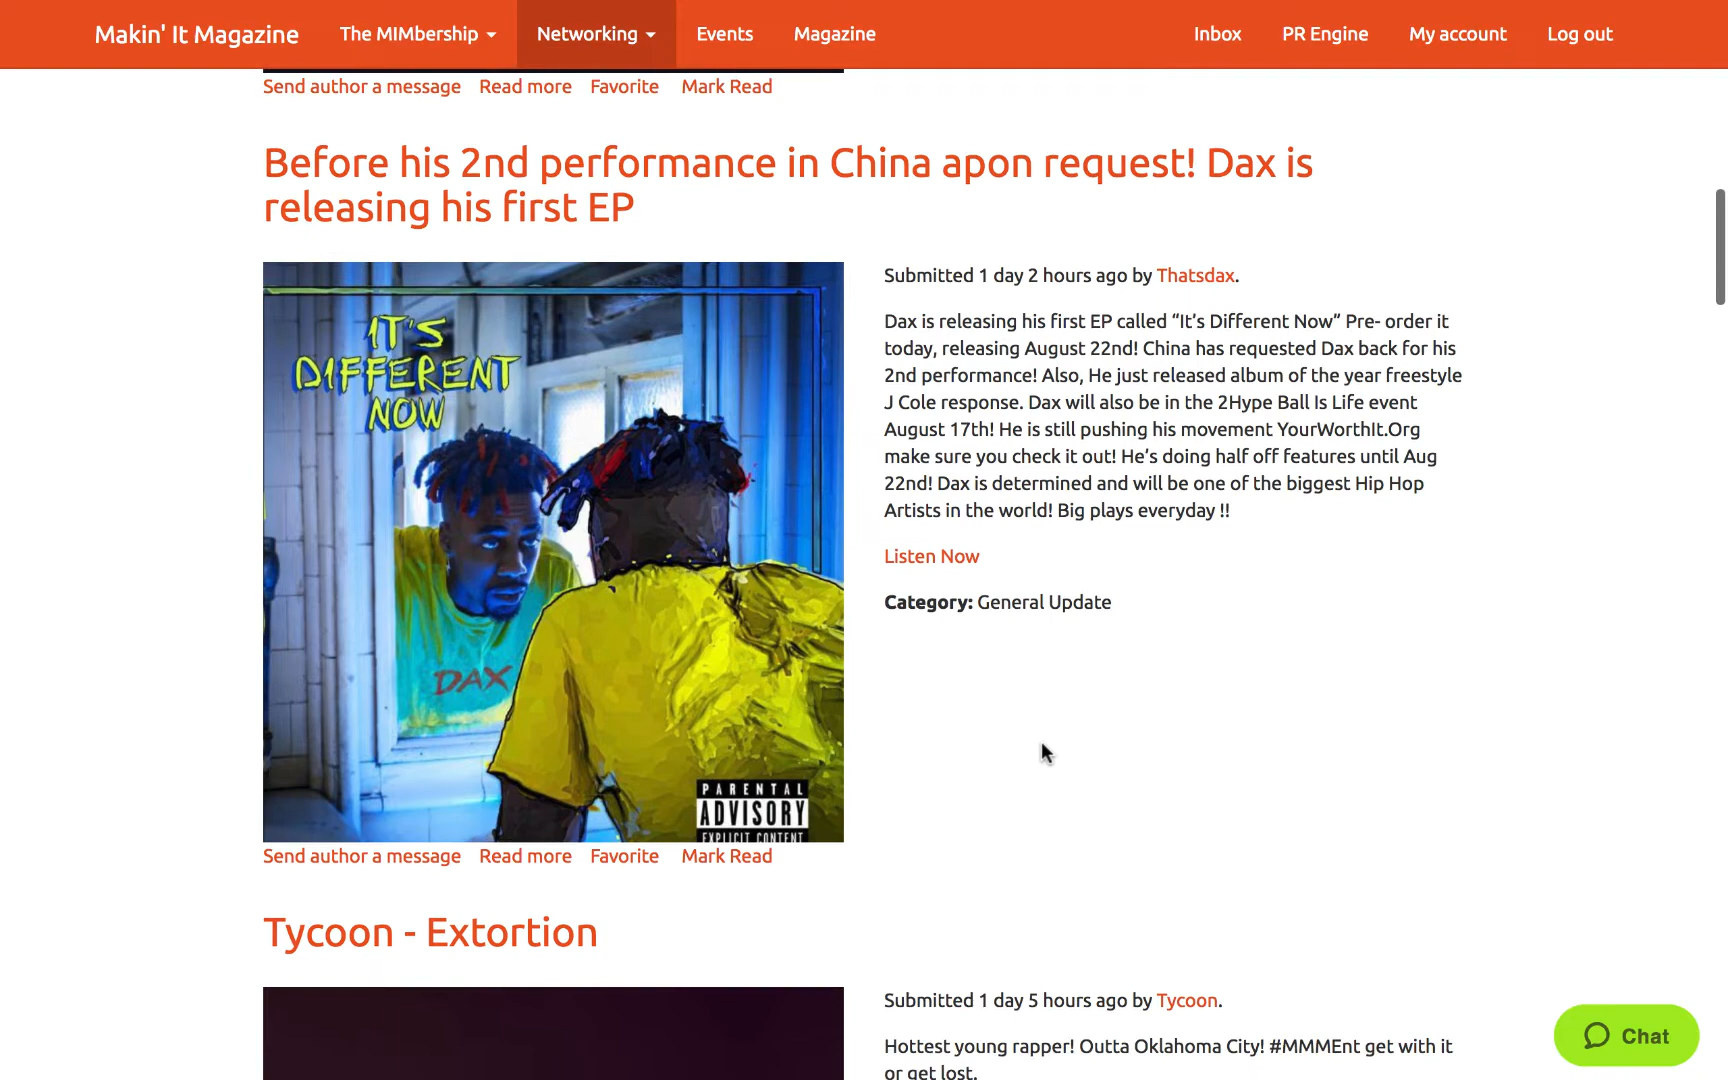 Makin' It Magazine The MIMbership Networking Events Magazine Inbox PR Engine My account Log out
Send author a message Read more Favorite Mark Read
Before his 2nd performance in China apon request! Dax is
releasing his first EP
IT'S
DIFFERENT
NOW
DAX
PARENTAL
ADVISORY
EXPLICIT CONTENT
Submitted 1 day 2 hours ago by Thatsdax.
Dax is releasing his first EP called “It’s Different Now” Pre- order it
today, releasing August 22nd! China has requested Dax back for his
2nd performance! Also, He just released album of the year freestyle
J Cole response. Dax will also be in the 2Hype Ball Is Life event
August 17th! He is still pushing his movement YourWorthIt.Org
make sure you check it out! He’s doing half off features until Aug
22nd! Dax is determined and will be one of the biggest Hip Hop
Artists in the world! Big plays everyday !!
Listen Now
Category: General Update
Send author a message Read more Favorite Mark Read
Tycoon - Extortion
Submitted 1 day 5 hours ago by Tycoon.
Hottest young rapper! Outta Oklahoma City! #MMMEnt get with it
or get lost.
Chat